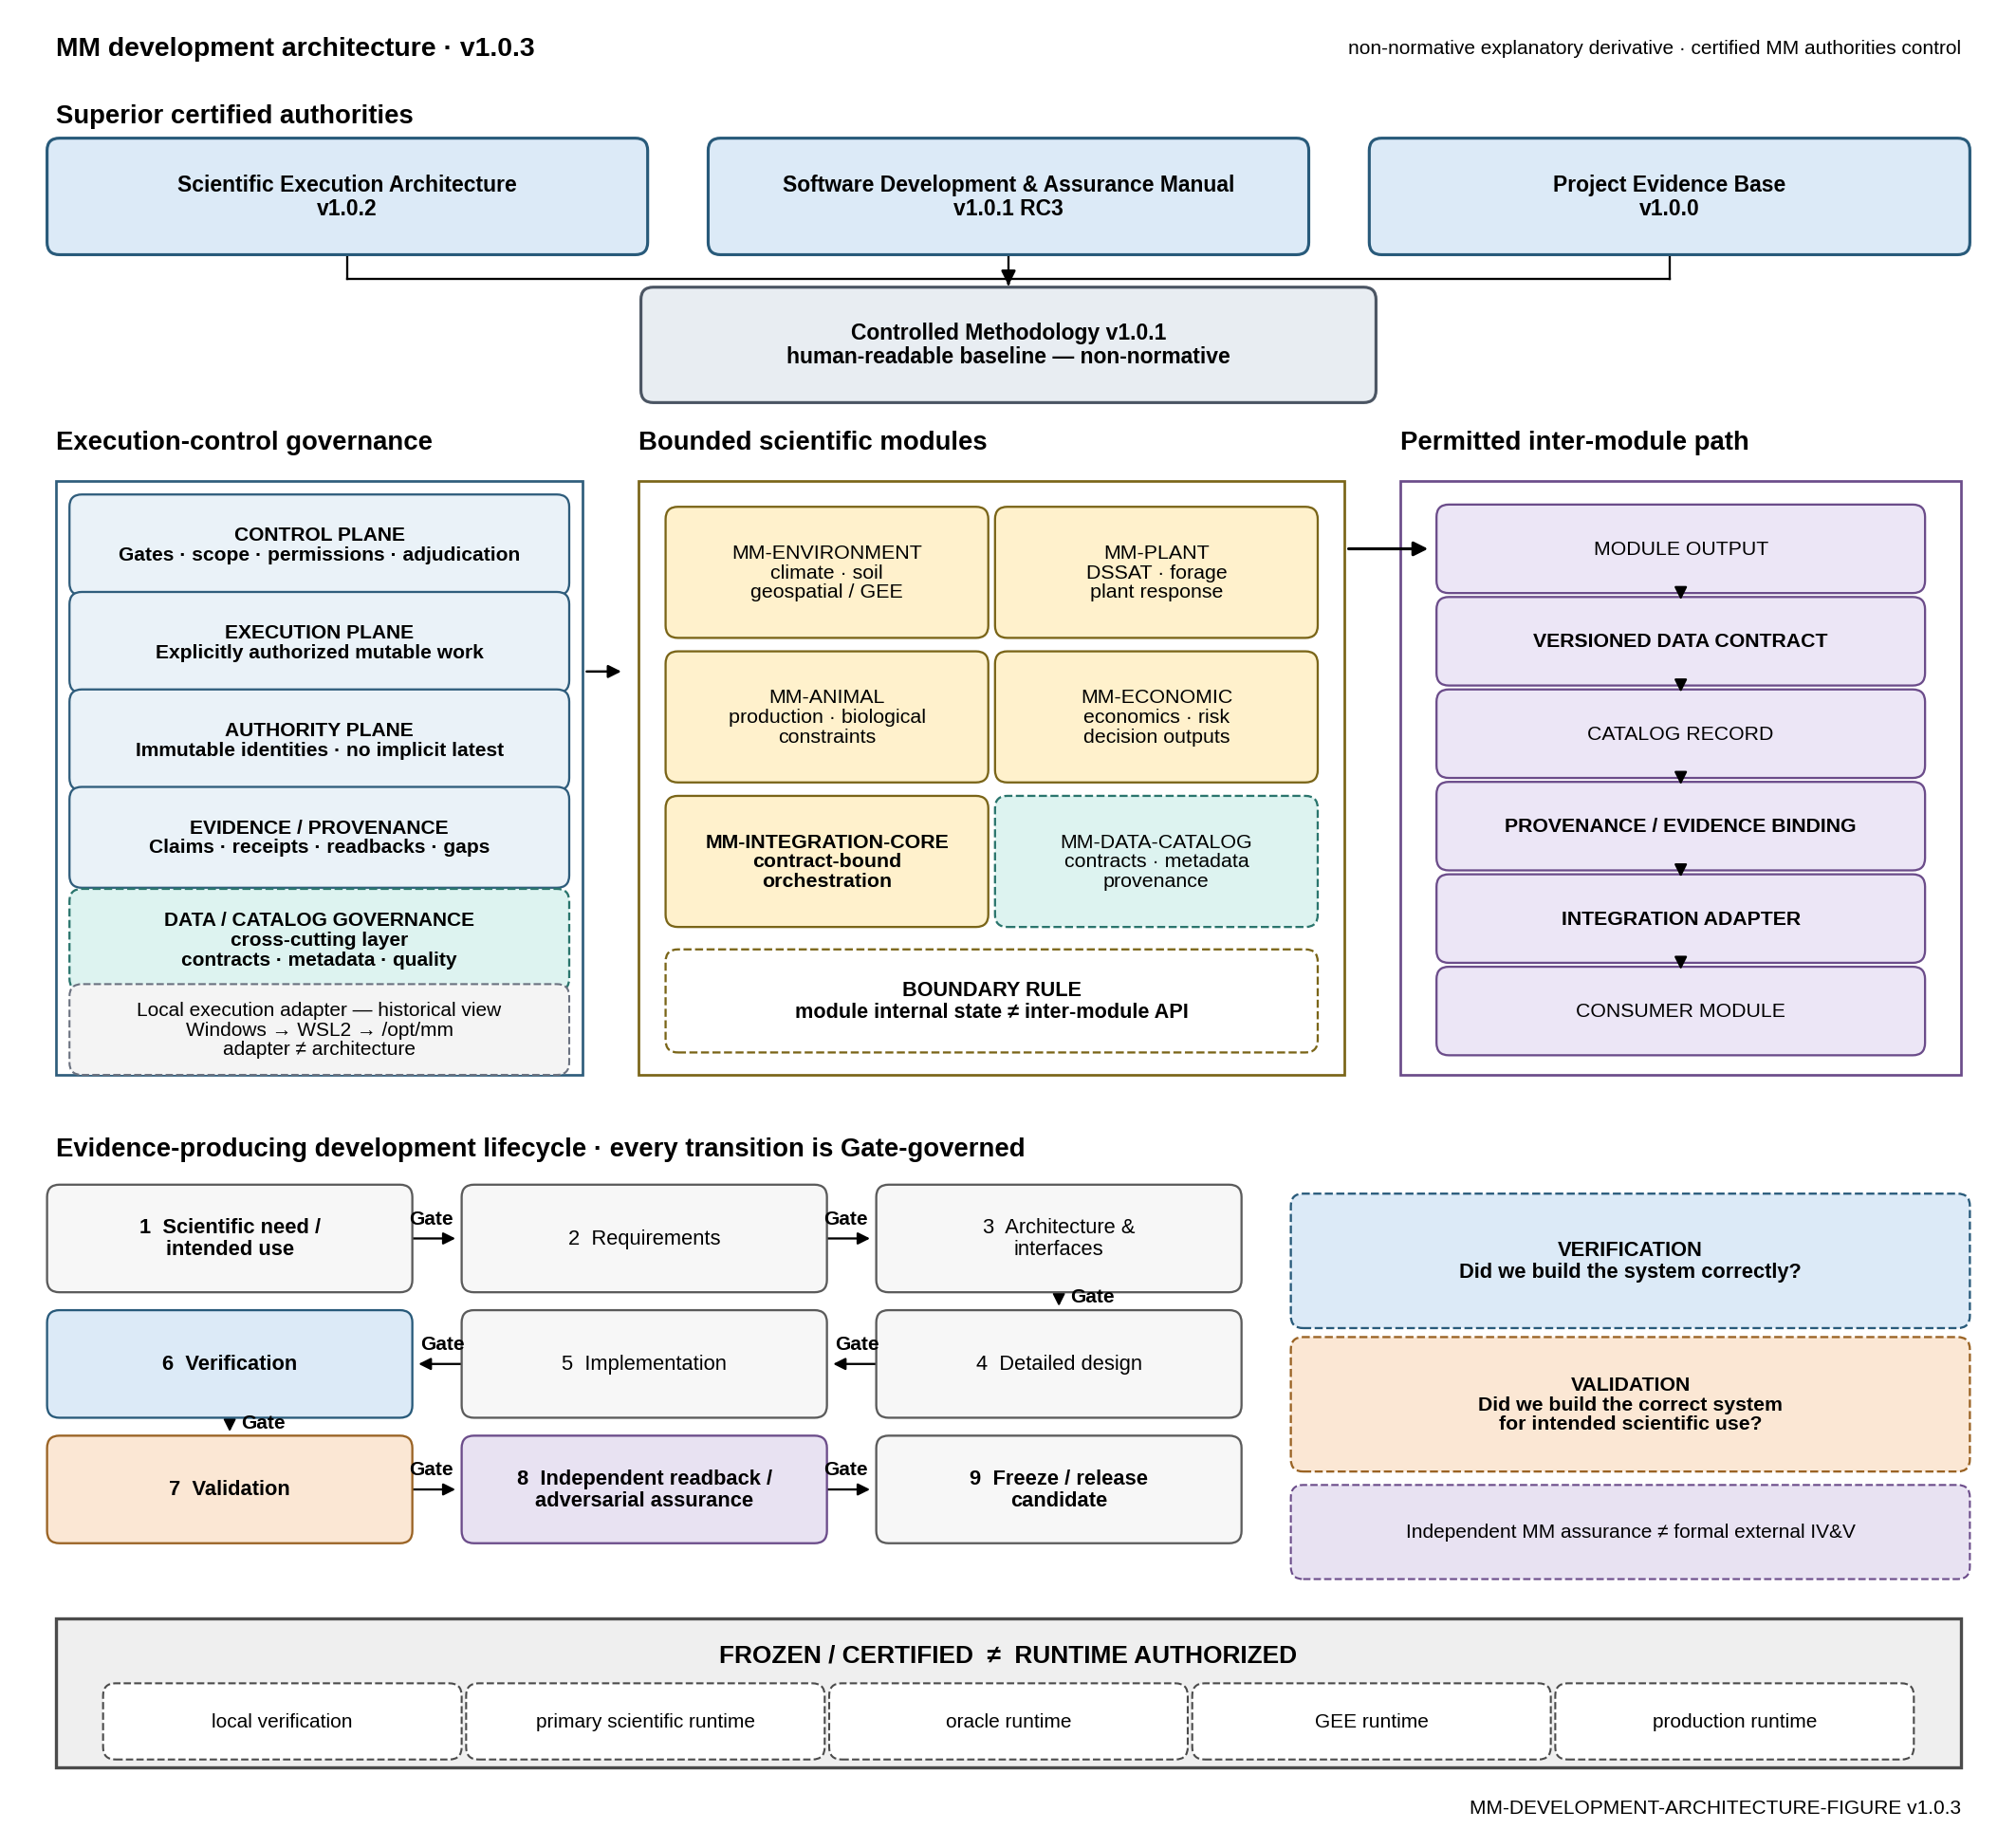 MM development architecture · v1.0.3
non-normative explanatory derivative · certified MM authorities control
Superior certified authorities
Scientific Execution Architecture
v1.0.2
Software Development & Assurance Manual
v1.0.1 RC3
Project Evidence Base
v1.0.0
Controlled Methodology v1.0.1
human-readable baseline — non-normative
Execution-control governance
CONTROL PLANE
Gates · scope · permissions · adjudication
EXECUTION PLANE
Explicitly authorized mutable work
AUTHORITY PLANE
Immutable identities · no implicit latest
EVIDENCE / PROVENANCE
Claims · receipts · readbacks · gaps
DATA / CATALOG GOVERNANCE
cross-cutting layer
contracts · metadata · quality
Local execution adapter — historical view
Windows → WSL2 → /opt/mm
adapter ≠ architecture
Bounded scientific modules
MM-ENVIRONMENT
climate · soil
geospatial / GEE
MM-PLANT
DSSAT · forage
plant response
MM-ANIMAL
production · biological
constraints
MM-ECONOMIC
economics · risk
decision outputs
MM-INTEGRATION-CORE
contract-bound
orchestration
MM-DATA-CATALOG
contracts · metadata
provenance
BOUNDARY RULE
module internal state ≠ inter-module API
Permitted inter-module path
MODULE OUTPUT
VERSIONED DATA CONTRACT
CATALOG RECORD
PROVENANCE / EVIDENCE BINDING
INTEGRATION ADAPTER
CONSUMER MODULE
Evidence-producing development lifecycle · every transition is Gate-governed
1 Scientific need /
intended use
Gate
2 Requirements
Gate
3 Architecture &
interfaces
Gate
4 Detailed design
Gate
5 Implementation
Gate
6 Verification
Gate
7 Validation
Gate
8 Independent readback /
adversarial assurance
Gate
9 Freeze / release
candidate
VERIFICATION
Did we build the system correctly?
VALIDATION
Did we build the correct system
for intended scientific use?
Independent MM assurance ≠ formal external IV&V
FROZEN / CERTIFIED ≠ RUNTIME AUTHORIZED
local verification
primary scientific runtime
oracle runtime
GEE runtime
production runtime
MM-DEVELOPMENT-ARCHITECTURE-FIGURE v1.0.3